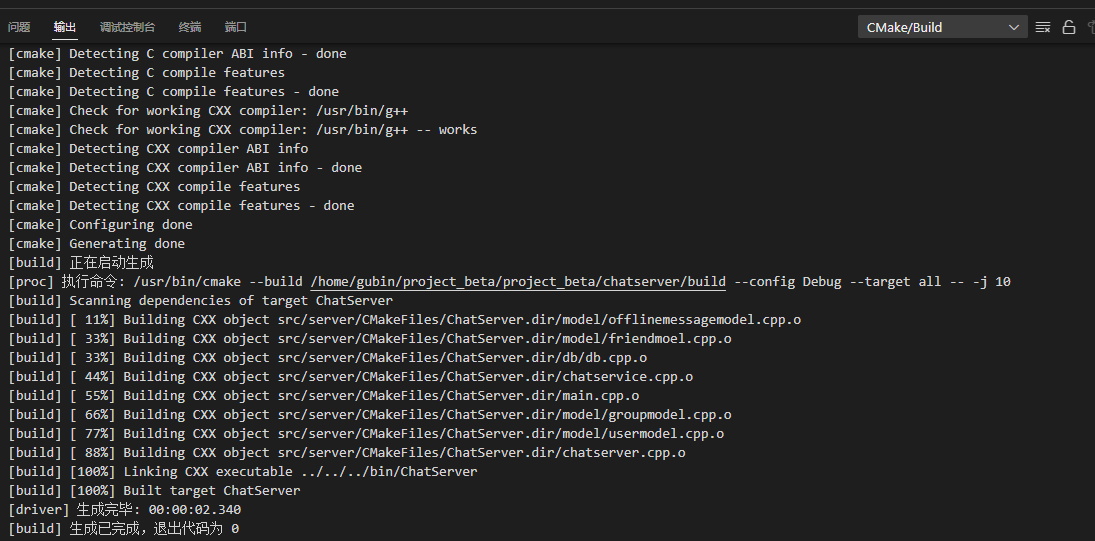 问题 输出 调试控制台 终端 端口 CMake/Build
[cmake] Detecting C compiler ABI info - done
[cmake] Detecting C compile features
[cmake] Detecting C compile features - done
[cmake] Check for working CXX compiler: /usr/bin/g++
[cmake] Check for working CXX compiler: /usr/bin/g++ -- works
[cmake] Detecting CXX compiler ABI info
[cmake] Detecting CXX compiler ABI info - done
[cmake] Detecting CXX compile features
[cmake] Detecting CXX compile features - done
[cmake] Configuring done
[cmake] Generating done
[build] 正在启动生成
[proc] 执行命令: /usr/bin/cmake --build /home/gubin/project_beta/project_beta/chatserver/build --config Debug --target all -- -j 10
[build] Scanning dependencies of target ChatServer
[build] [ 11%] Building CXX object src/server/CMakeFiles/ChatServer.dir/model/offlinemessagemodel.cpp.o
[build] [ 33%] Building CXX object src/server/CMakeFiles/ChatServer.dir/model/friendmoel.cpp.o
[build] [ 33%] Building CXX object src/server/CMakeFiles/ChatServer.dir/db/db.cpp.o
[build] [ 44%] Building CXX object src/server/CMakeFiles/ChatServer.dir/chatservice.cpp.o
[build] [ 55%] Building CXX object src/server/CMakeFiles/ChatServer.dir/main.cpp.o
[build] [ 66%] Building CXX object src/server/CMakeFiles/ChatServer.dir/model/groupmodel.cpp.o
[build] [ 77%] Building CXX object src/server/CMakeFiles/ChatServer.dir/model/usermodel.cpp.o
[build] [ 88%] Building CXX object src/server/CMakeFiles/ChatServer.dir/chatserver.cpp.o
[build] [100%] Linking CXX executable ../../../bin/ChatServer
[build] [100%] Built target ChatServer
[driver] 生成完毕: 00:00:02.340
[build] 生成已完成，退出代码为 0